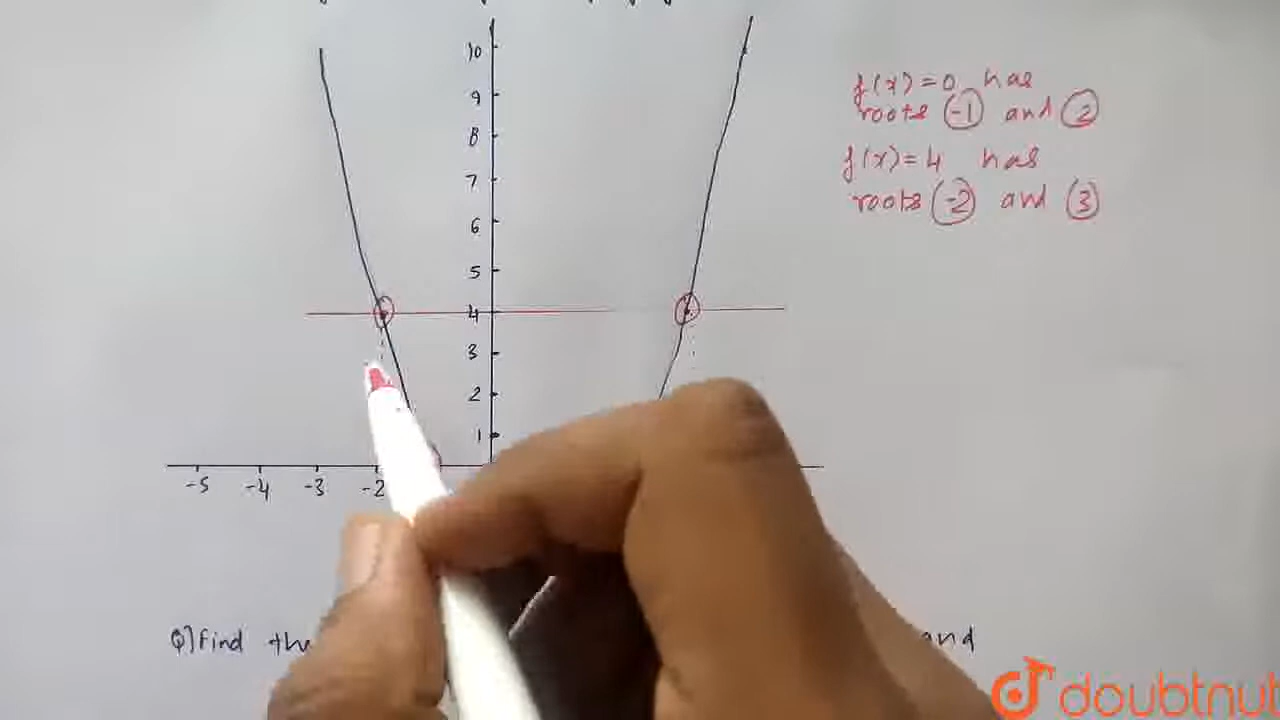 10
9
8
7
6
5
4
3
2
1
-5 -4 -3 -2
f(x)=0 has
roots -1 and 2
f(x)=4 has
roots -2 and 3
Q) Find the
and
doubtnut